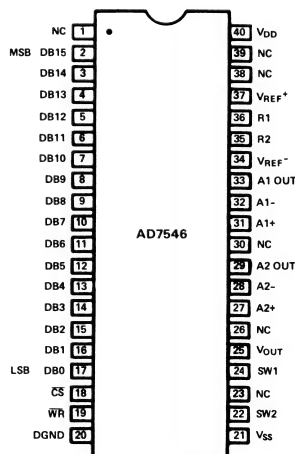 NC 1 40 VDD
MSB DB15 2 39 NC
DB14 3 38 NC
DB13 4 37 VREF+
DB12 5 36 R1
DB11 6 35 R2
DB10 7 34 VREF-
DB9 8 33 A1 OUT
DB8 9 32 A1-
DB7 10 31 A1+
DB6 11 30 NC
AD7546
DB5 12 29 A2 OUT
DB4 13 28 A2-
DB3 14 27 A2+
DB2 15 26 NC
DB1 16 25 VOUT
LSB DB0 17 24 SW1
CS 18 23 NC
WR 19 22 SW2
DGND 20 21 VSS